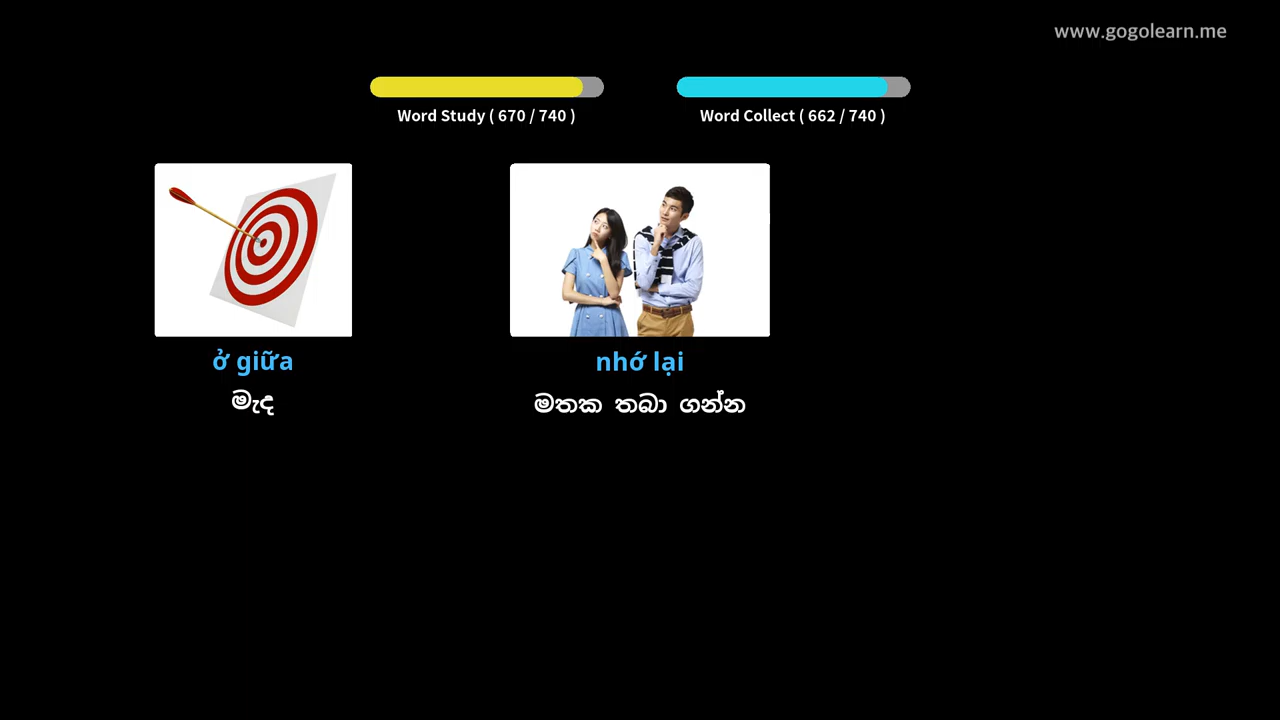 www.gogolearn.me
Word Study ( 670 / 740 )
Word Collect ( 662 / 740 )
ở giữa
nhớ lại
මැද
මතක තබා ගන්න